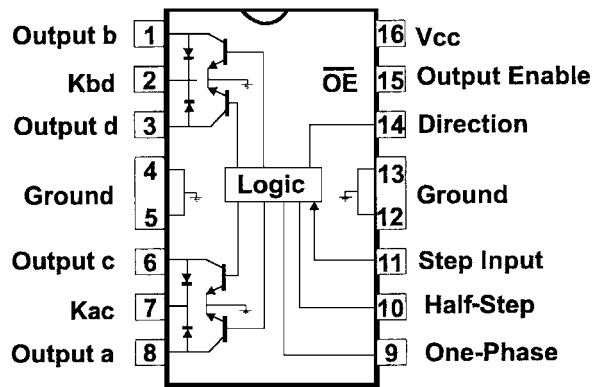 Output b 1
Kbd 2
Output d 3
Ground 4
5
Output c 6
Kac 7
Output a 8
Logic
OE
16 Vcc
15 Output Enable
14 Direction
13 Ground
12
11 Step Input
10 Half-Step
9 One-Phase